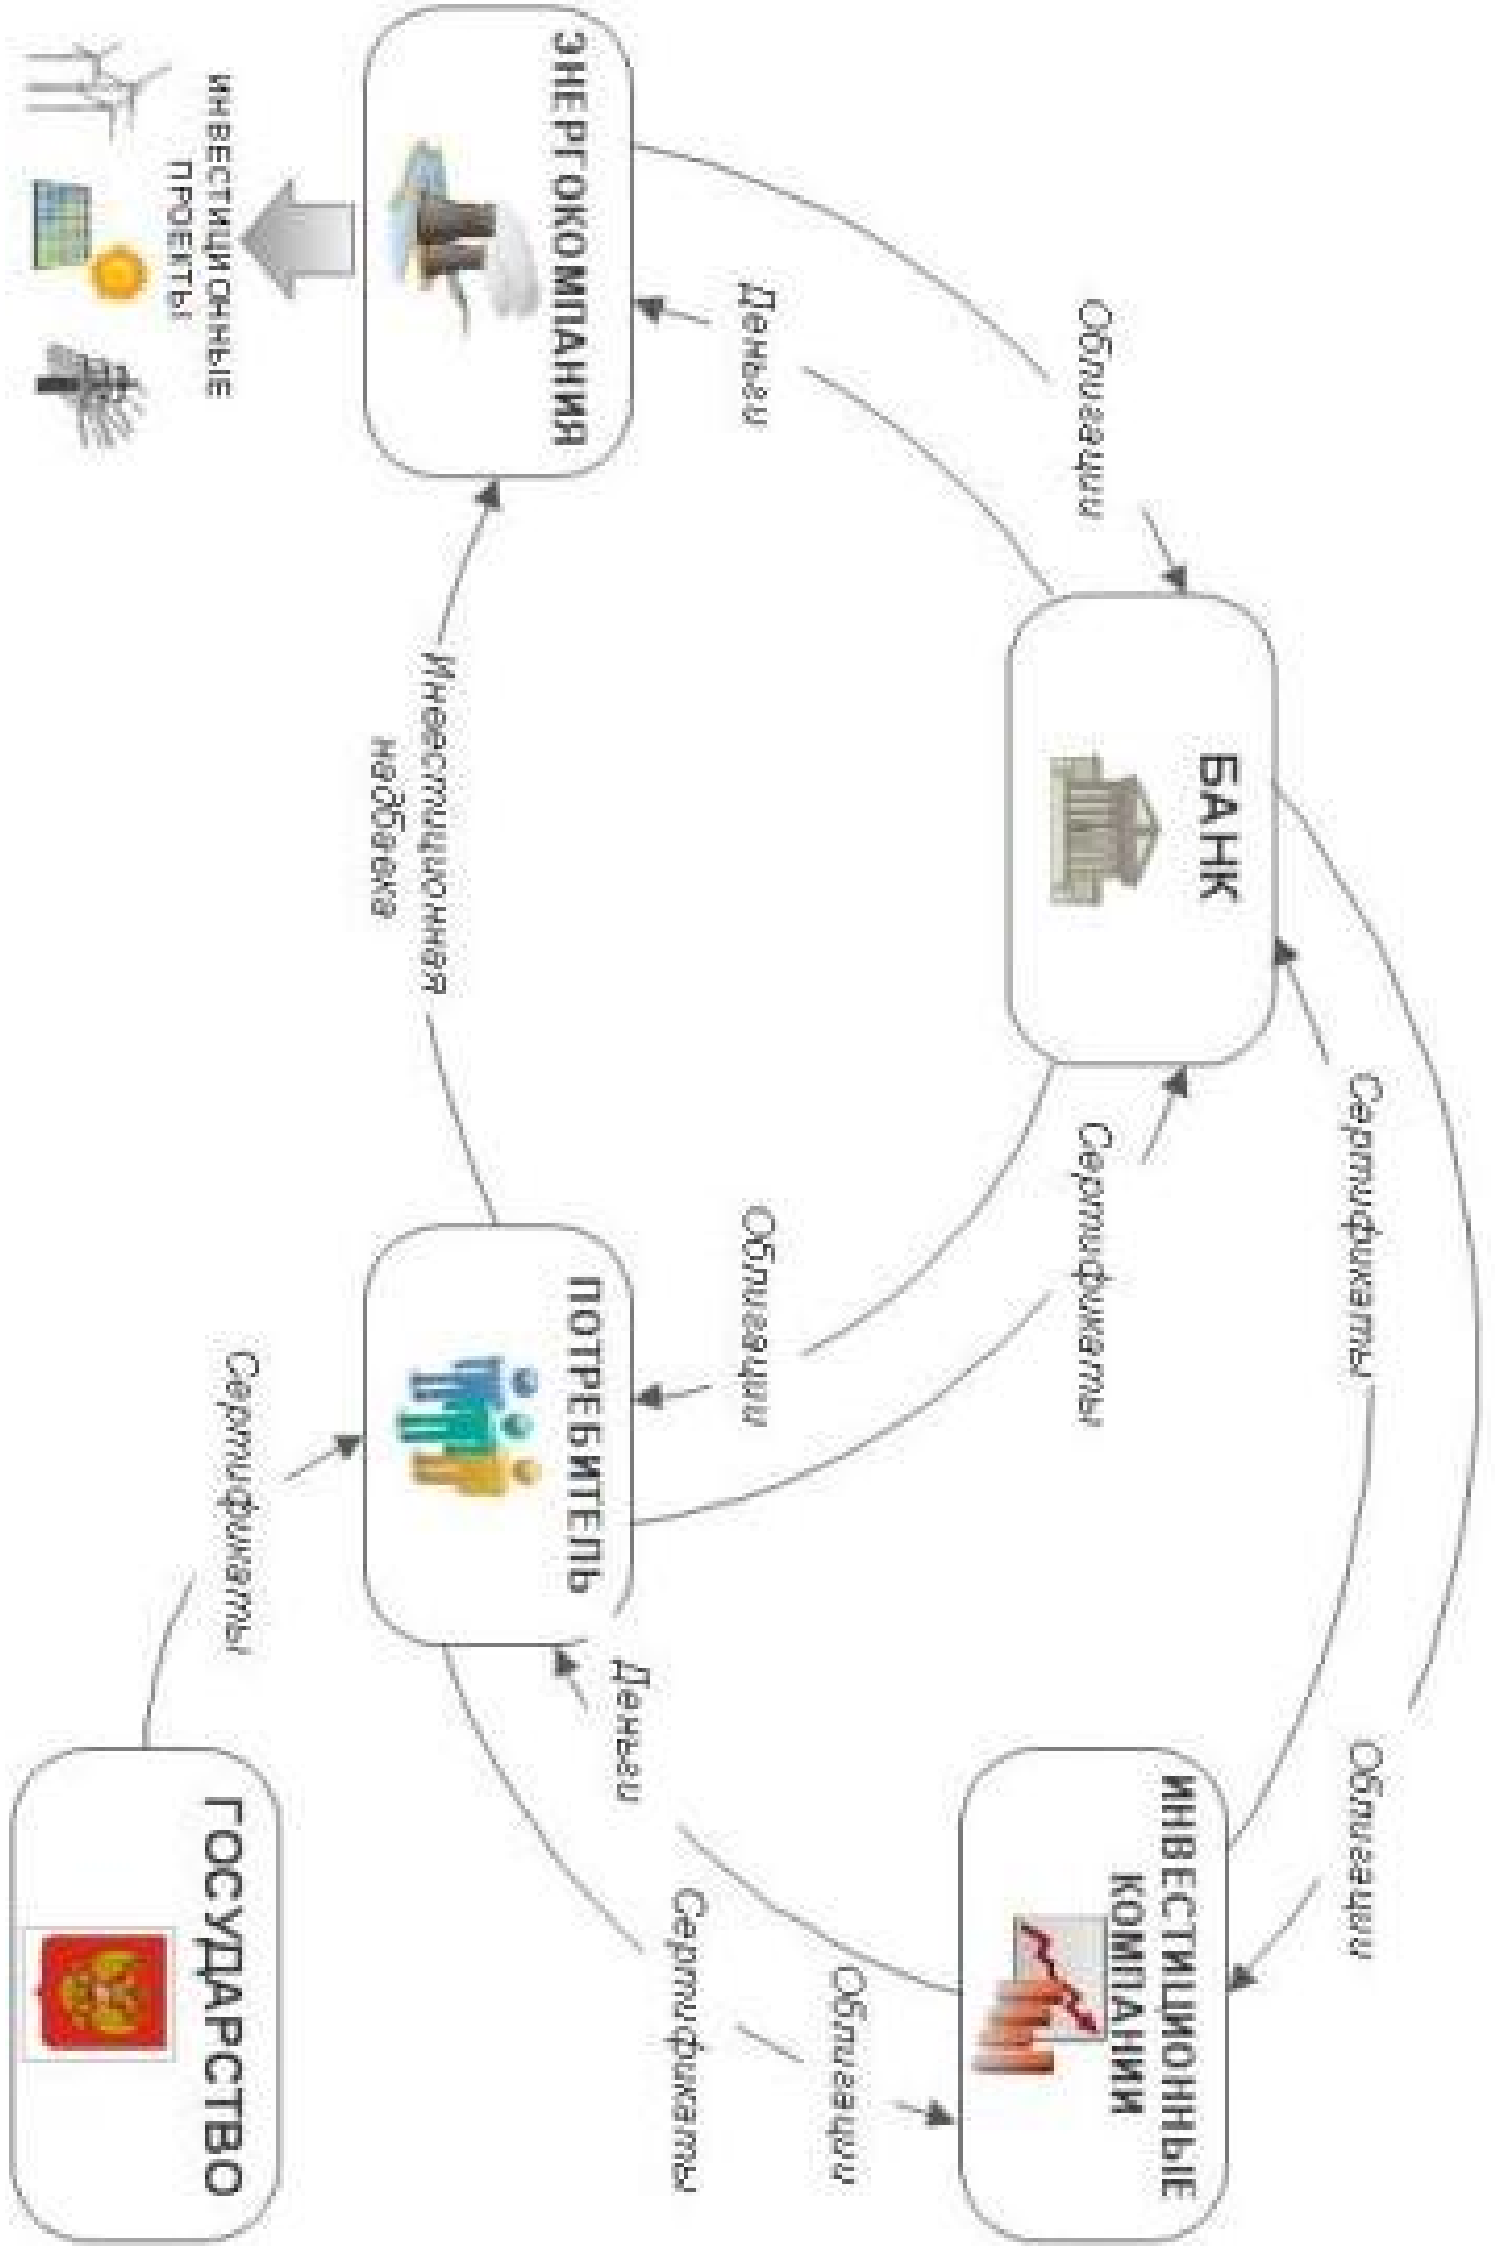 Облигации
Сертификаты
Облигации
БАНК
Сертификаты
ИНВЕСТИЦИОННЫЕ
КОМПАНИИ
Деньги
Облигации
Облигации
Деньги
Сертификаты
ЭНЕРГОКОМПАНИЯ
ПОТРЕБИТЕЛЬ
Инвестиционная
надбавка
ИНВЕСТИЦИОННЫЕ
ПРОЕКТЫ
Сертификаты
ГОСУДАРСТВО